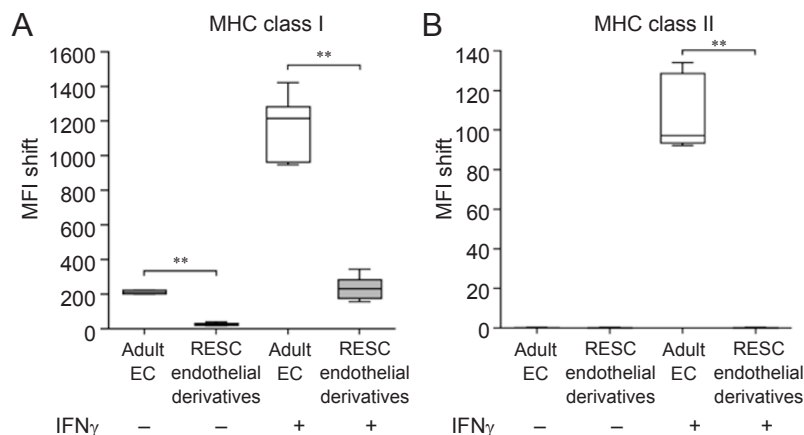 A
MHC class I
MFI shift
1600
1400
1200
1000
800
600
400
200
0
**
**
Adult EC
RESC endothelial derivatives
Adult EC
RESC endothelial derivatives
IFNγ – – + +
B
MHC class II
MFI shift
140
120
100
80
60
40
20
0
**
Adult EC
RESC endothelial derivatives
Adult EC
RESC endothelial derivatives
– – + +